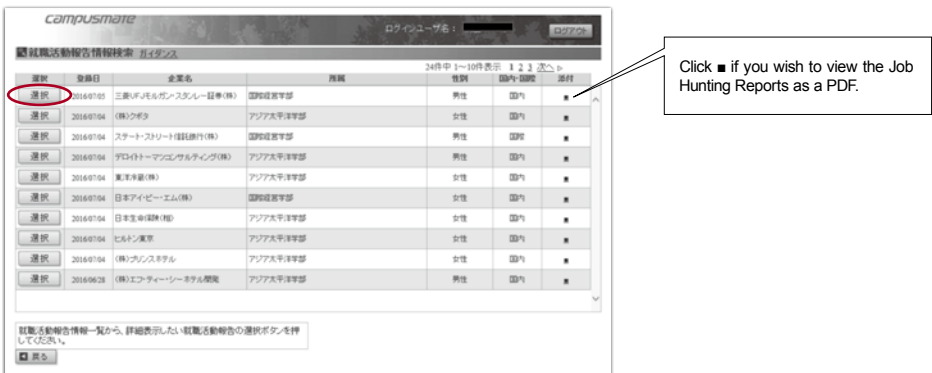 campusmate
ログインユーザ名:
ログアウト
就職活動報告情報検索 ガイダンス
24件中 1〜10件表示 1 2 3 次へ
選択 登録日 企業名 所属 性別 国内・国際 添付
選択 2016/07/05 三菱UFJモルガン・スタンレー証券(株) 国際経営学部 男性 国内 ■
選択 2016/07/04 (株)クボタ アジア太平洋学部 女性 国内 ■
選択 2016/07/04 ステート・ストリート信託銀行(株) 国際経営学部 男性 国際 ■
選択 2016/07/04 デロイトトーマツコンサルティング(株) アジア太平洋学部 男性 国内 ■
選択 2016/07/04 東洋冷蔵(株) アジア太平洋学部 女性 国内 ■
選択 2016/07/04 日本アイ・ビー・エム(株) 国際経営学部 女性 国内 ■
選択 2016/07/04 日本生命保険(相) アジア太平洋学部 女性 国内 ■
選択 2016/07/04 ヒルトン東京 アジア太平洋学部 女性 国内 ■
選択 2016/07/04 (株)プリンスホテル アジア太平洋学部 女性 国内 ■
選択 2016/06/28 (株)エフ・ティー・シーホテル開発 アジア太平洋学部 男性 国内 ■
就職活動報告情報一覧から、詳細表示したい就職活動報告の選択ボタンを押
してください。
戻る
Click ■ if you wish to view the Job
Hunting Reports as a PDF.